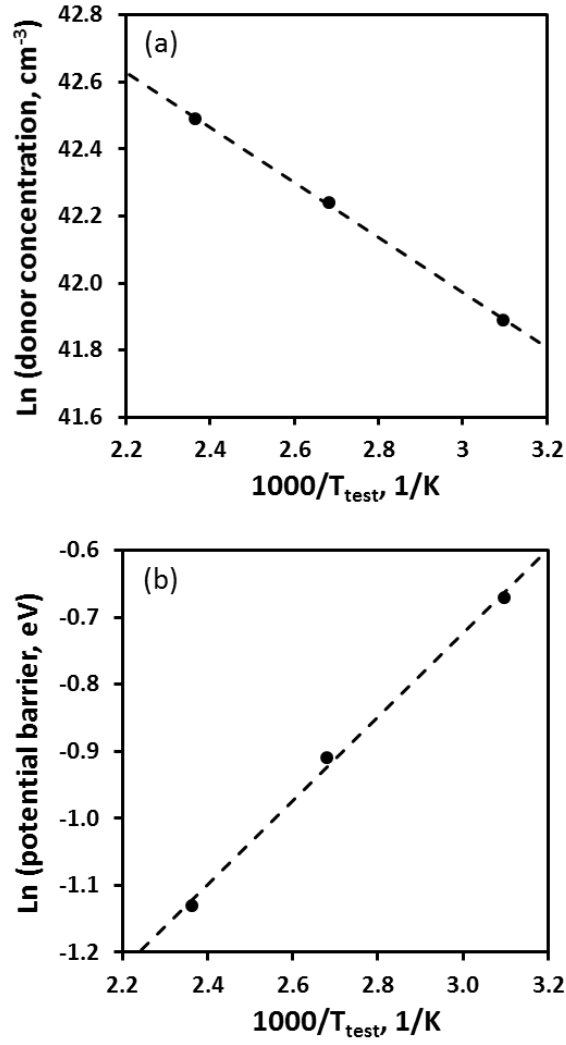 (a)
Ln (donor concentration, cm⁻³)
42.8
42.6
42.4
42.2
42.0
41.8
41.6
2.2 2.4 2.6 2.8 3 3.2
1000/T_test, 1/K
(b)
Ln (potential barrier, eV)
-0.6
-0.7
-0.8
-0.9
-1.0
-1.1
-1.2
2.2 2.4 2.6 2.8 3.0 3.2
1000/T_test, 1/K